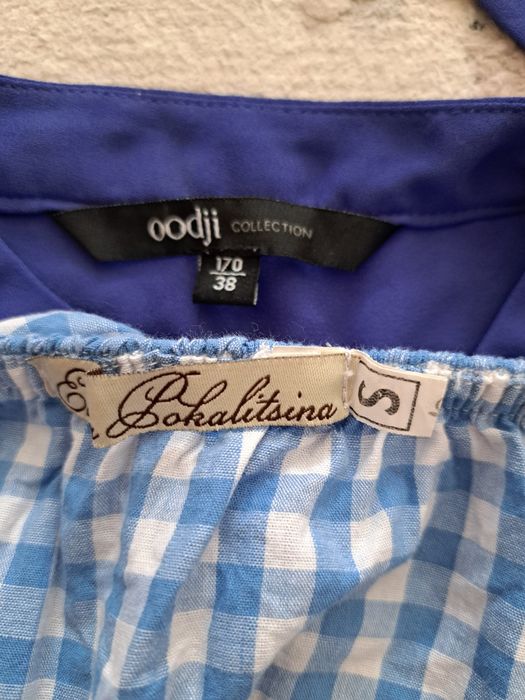 oodji COLLECTION
170
38
E. Pokalitsina
S